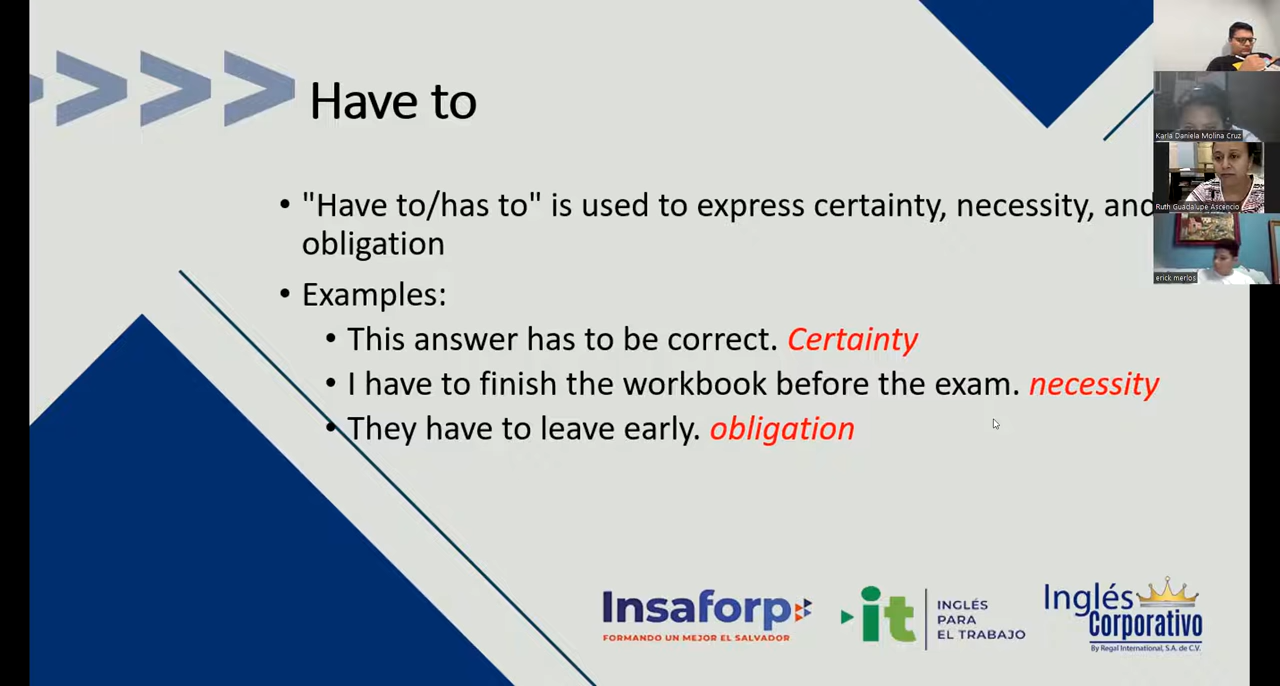 Have to
• "Have to/has to" is used to express certainty, necessity, and
obligation
• Examples:
• This answer has to be correct. Certainty
• I have to finish the workbook before the exam. necessity
• They have to leave early. obligation
Karla Daniela Molina Cruz
Ruth Guadalupe Ascencio
erick merlos
Insaforp
FORMANDO UN MEJOR EL SALVADOR
it
INGLÉS
PARA
EL TRABAJO
Inglés
Corporativo
By Regal International, S.A. de C.V.